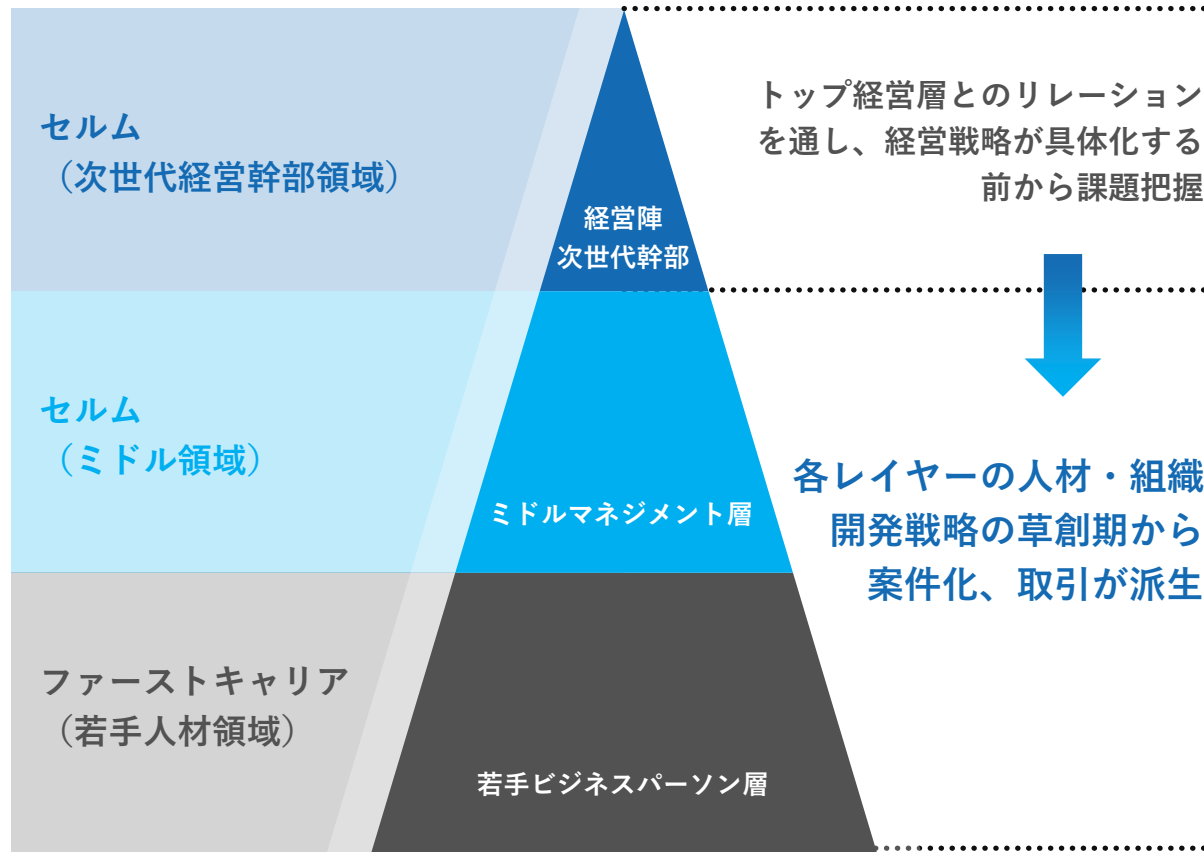 セルム
（次世代経営幹部領域）
経営陣
次世代幹部
トップ経営層とのリレーション
を通し、経営戦略が具体化する
前から課題把握
セルム
（ミドル領域）
ミドルマネジメント層
各レイヤーの人材・組織
開発戦略の草創期から
案件化、取引が派生
ファーストキャリア
（若手人材領域）
若手ビジネスパーソン層